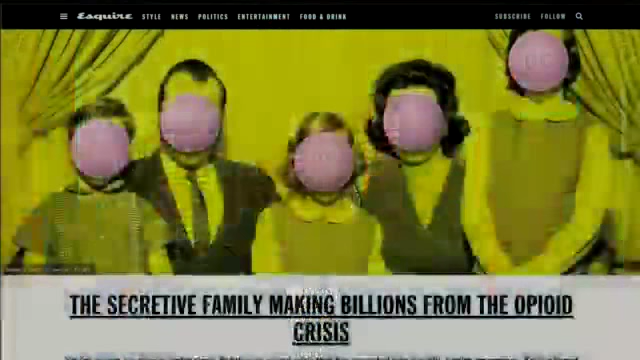 Esquire STYLE NEWS POLITICS ENTERTAINMENT FOOD & DRINK SUBSCRIBE FOLLOW
THE SECRETIVE FAMILY MAKING BILLIONS FROM THE OPIOID
CRISIS